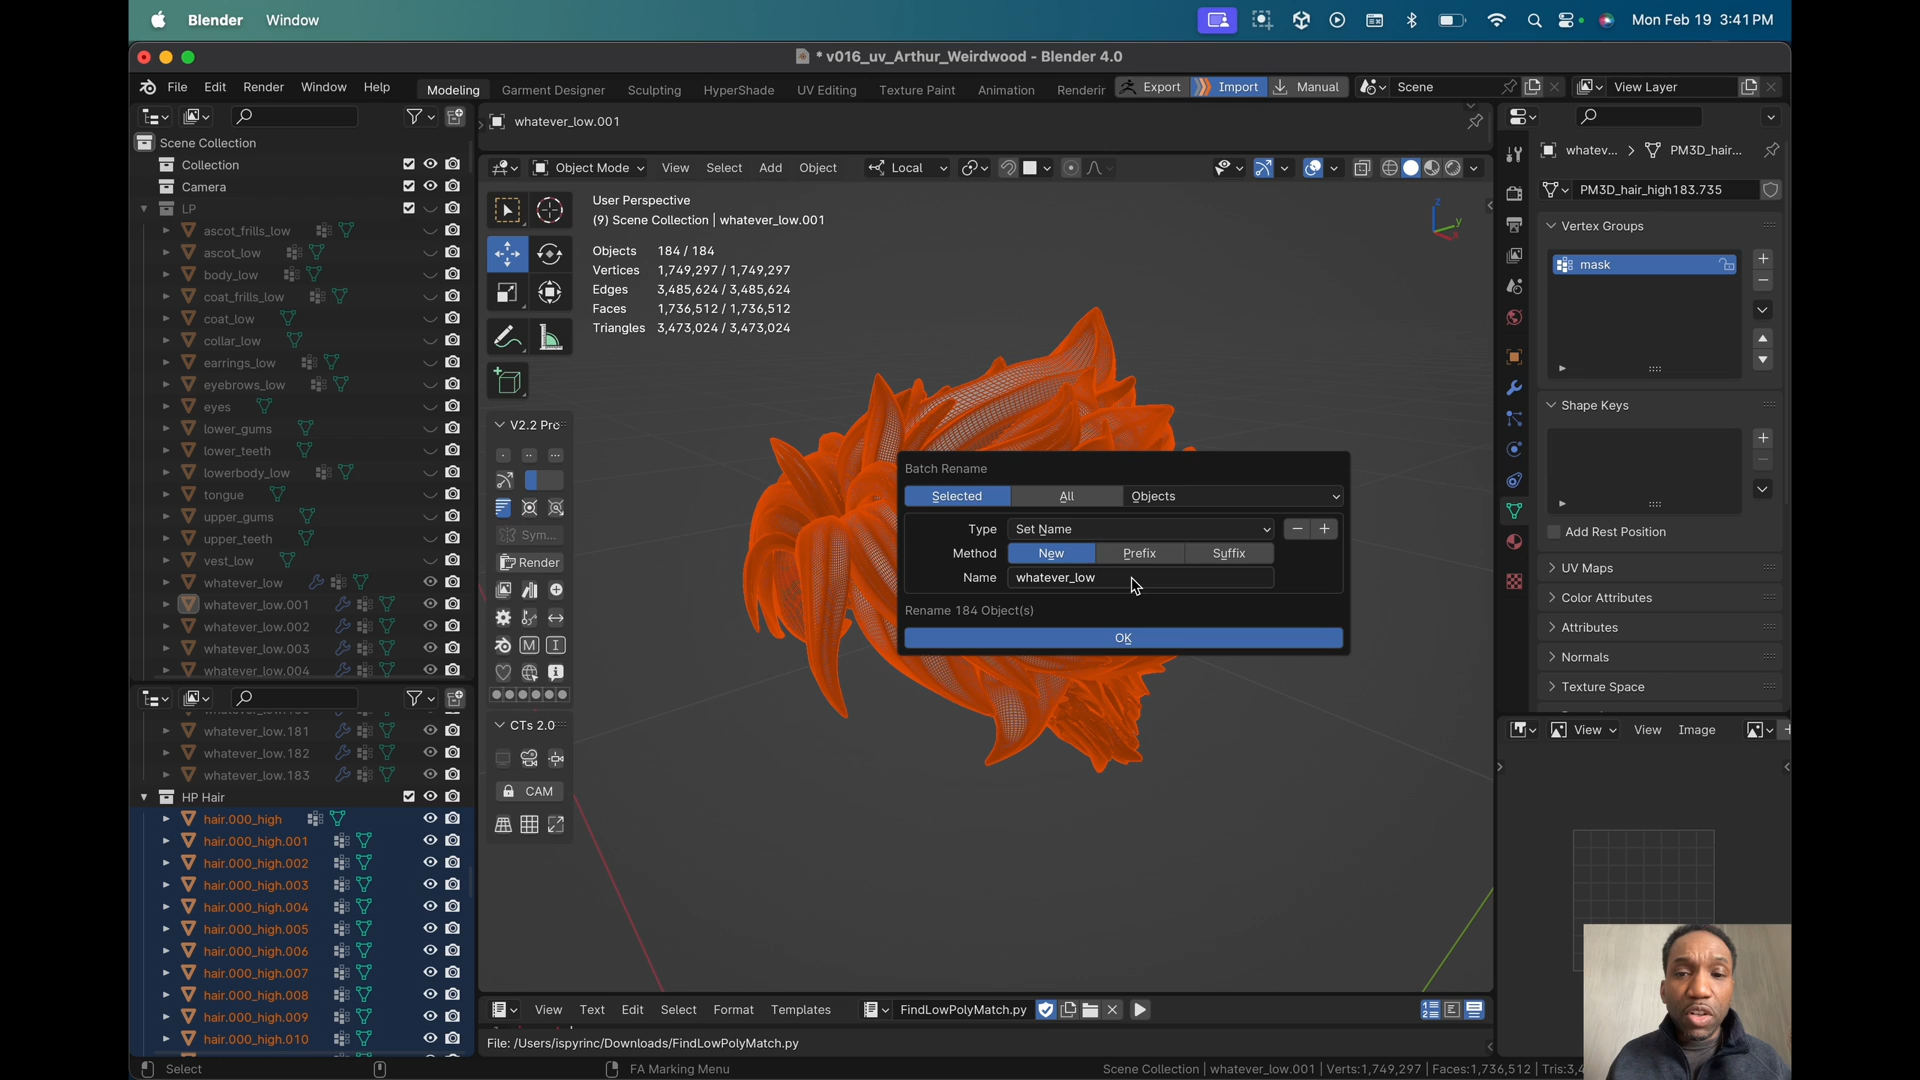 Blender Window
Mon Feb 19 3:41 PM
* v016_uv_Arthur_Weirdwood - Blender 4.0
File Edit Render Window Help
Modeling Garment Designer Sculpting HyperShade UV Editing Texture Paint Animation Renderir
Export Import Manual Scene View Layer
whatever_low.001
Scene Collection
Collection
Camera
LP
ascot_frills_low
ascot_low
body_low
coat_frills_low
coat_low
collar_low
earrings_low
eyebrows_low
eyes
lower_gums
lower_teeth
lowerbody_low
tongue
upper_gums
upper_teeth
vest_low
whatever_low
whatever_low.001
whatever_low.002
whatever_low.003
whatever_low.004
whatever_low.181
whatever_low.182
whatever_low.183
HP Hair
hair.000_high
hair.000_high.001
hair.000_high.002
hair.000_high.003
hair.000_high.004
hair.000_high.005
hair.000_high.006
hair.000_high.007
hair.000_high.008
hair.000_high.009
hair.000_high.010
Object Mode View Select Add Object Local
User Perspective
(9) Scene Collection | whatever_low.001
Objects 184 / 184
Vertices 1,749,297 / 1,749,297
Edges 3,485,624 / 3,485,624
Faces 1,736,512 / 1,736,512
Triangles 3,473,024 / 3,473,024
Z
y
V2.2 Pro
Sym...
Render
M I
CTs 2.0
CAM
Batch Rename
Selected All Objects
Type Set Name
Method New Prefix Suffix
Name whatever_low
Rename 184 Object(s)
OK
whatev... PM3D_hair...
PM3D_hair_high183.735
Vertex Groups
mask
Shape Keys
Add Rest Position
UV Maps
Color Attributes
Attributes
Normals
Texture Space
View View Image
View Text Edit Select Format Templates FindLowPolyMatch.py
File: /Users/ispyrinc/Downloads/FindLowPolyMatch.py
Select FA Marking Menu Scene Collection | whatever_low.001 | Verts:1,749,297 | Faces:1,736,512 | Tris:3,4